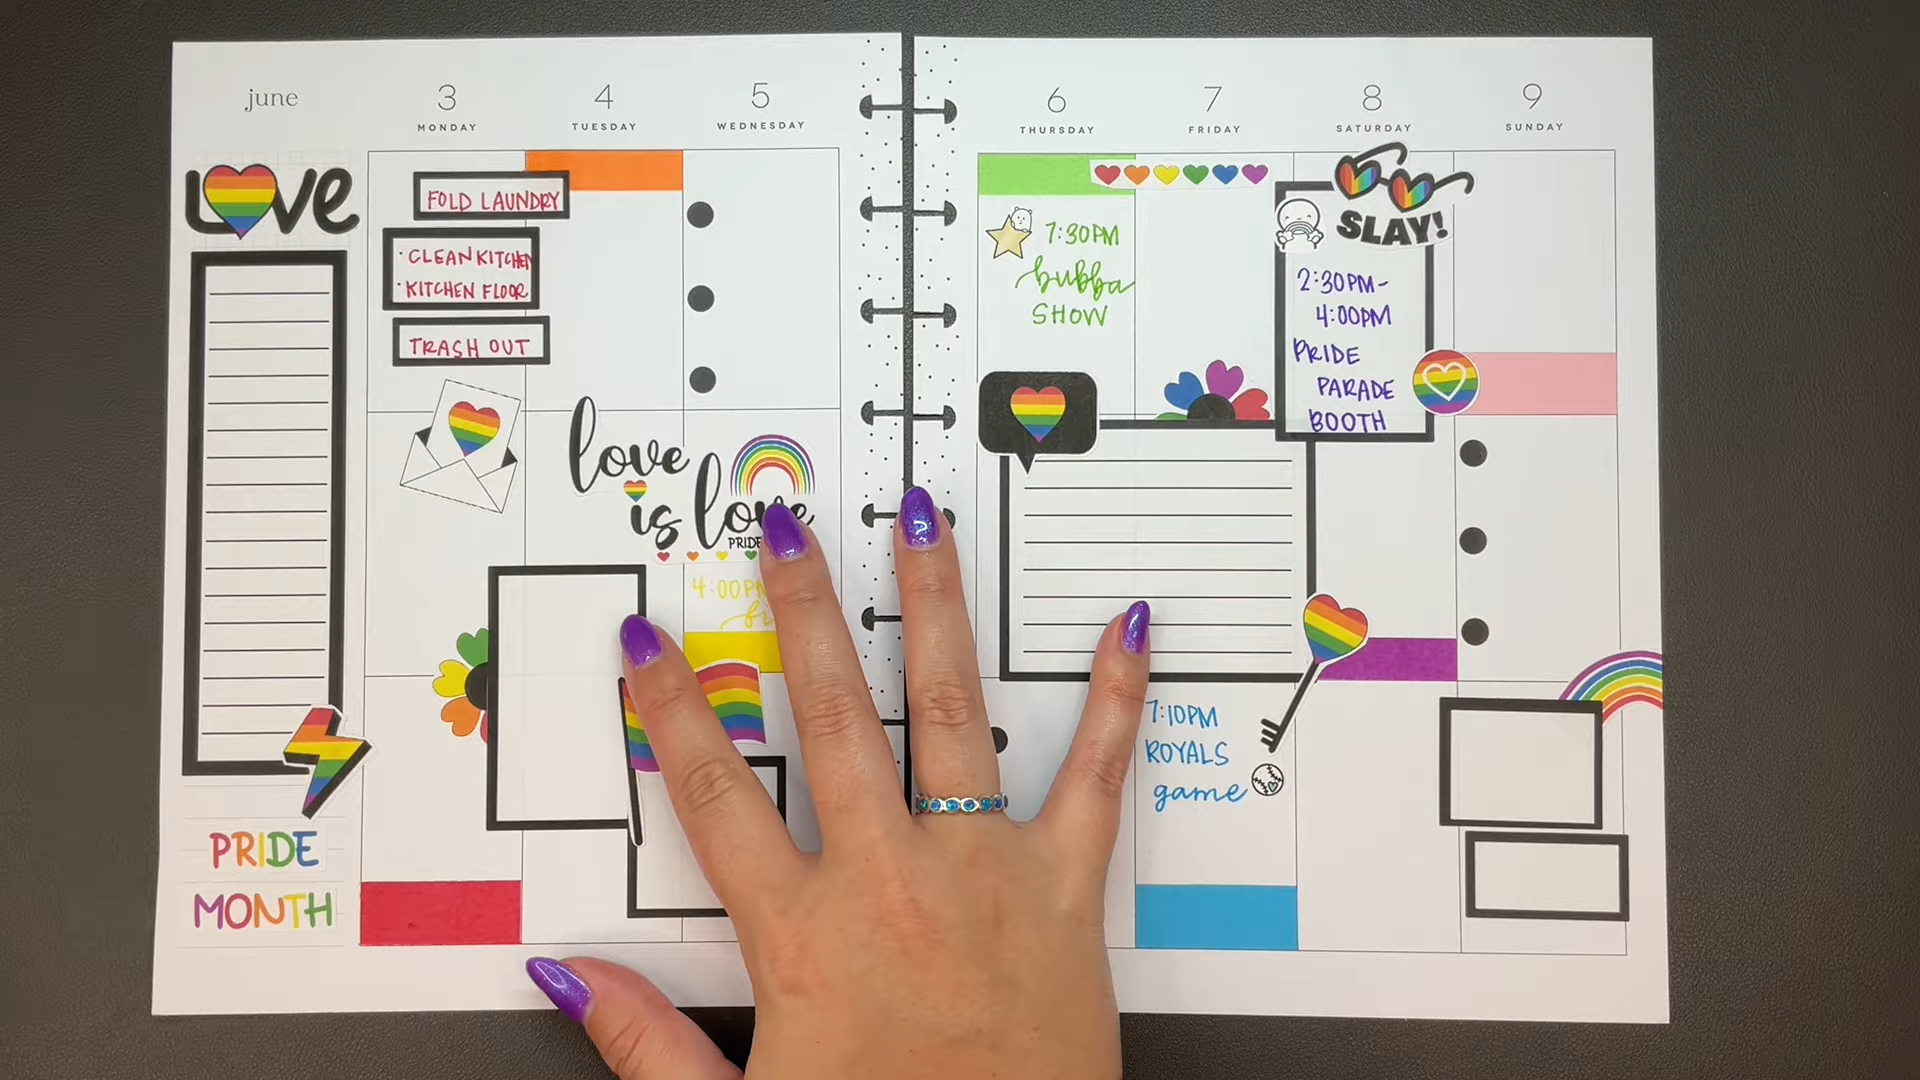 june
3
MONDAY
4
TUESDAY
5
WEDNESDAY
6
THURSDAY
7
FRIDAY
8
SATURDAY
9
SUNDAY
LOVE
FOLD LAUNDRY
· CLEAN KITCHEN
· KITCHEN FLOOR
TRASH OUT
love
is love
PRIDE
4:00PM
7:30PM
bubba
SHOW
SLAY!
2:30PM-
4:00PM
PRIDE
PARADE
BOOTH
7:10PM
ROYALS
game
PRIDE
MONTH